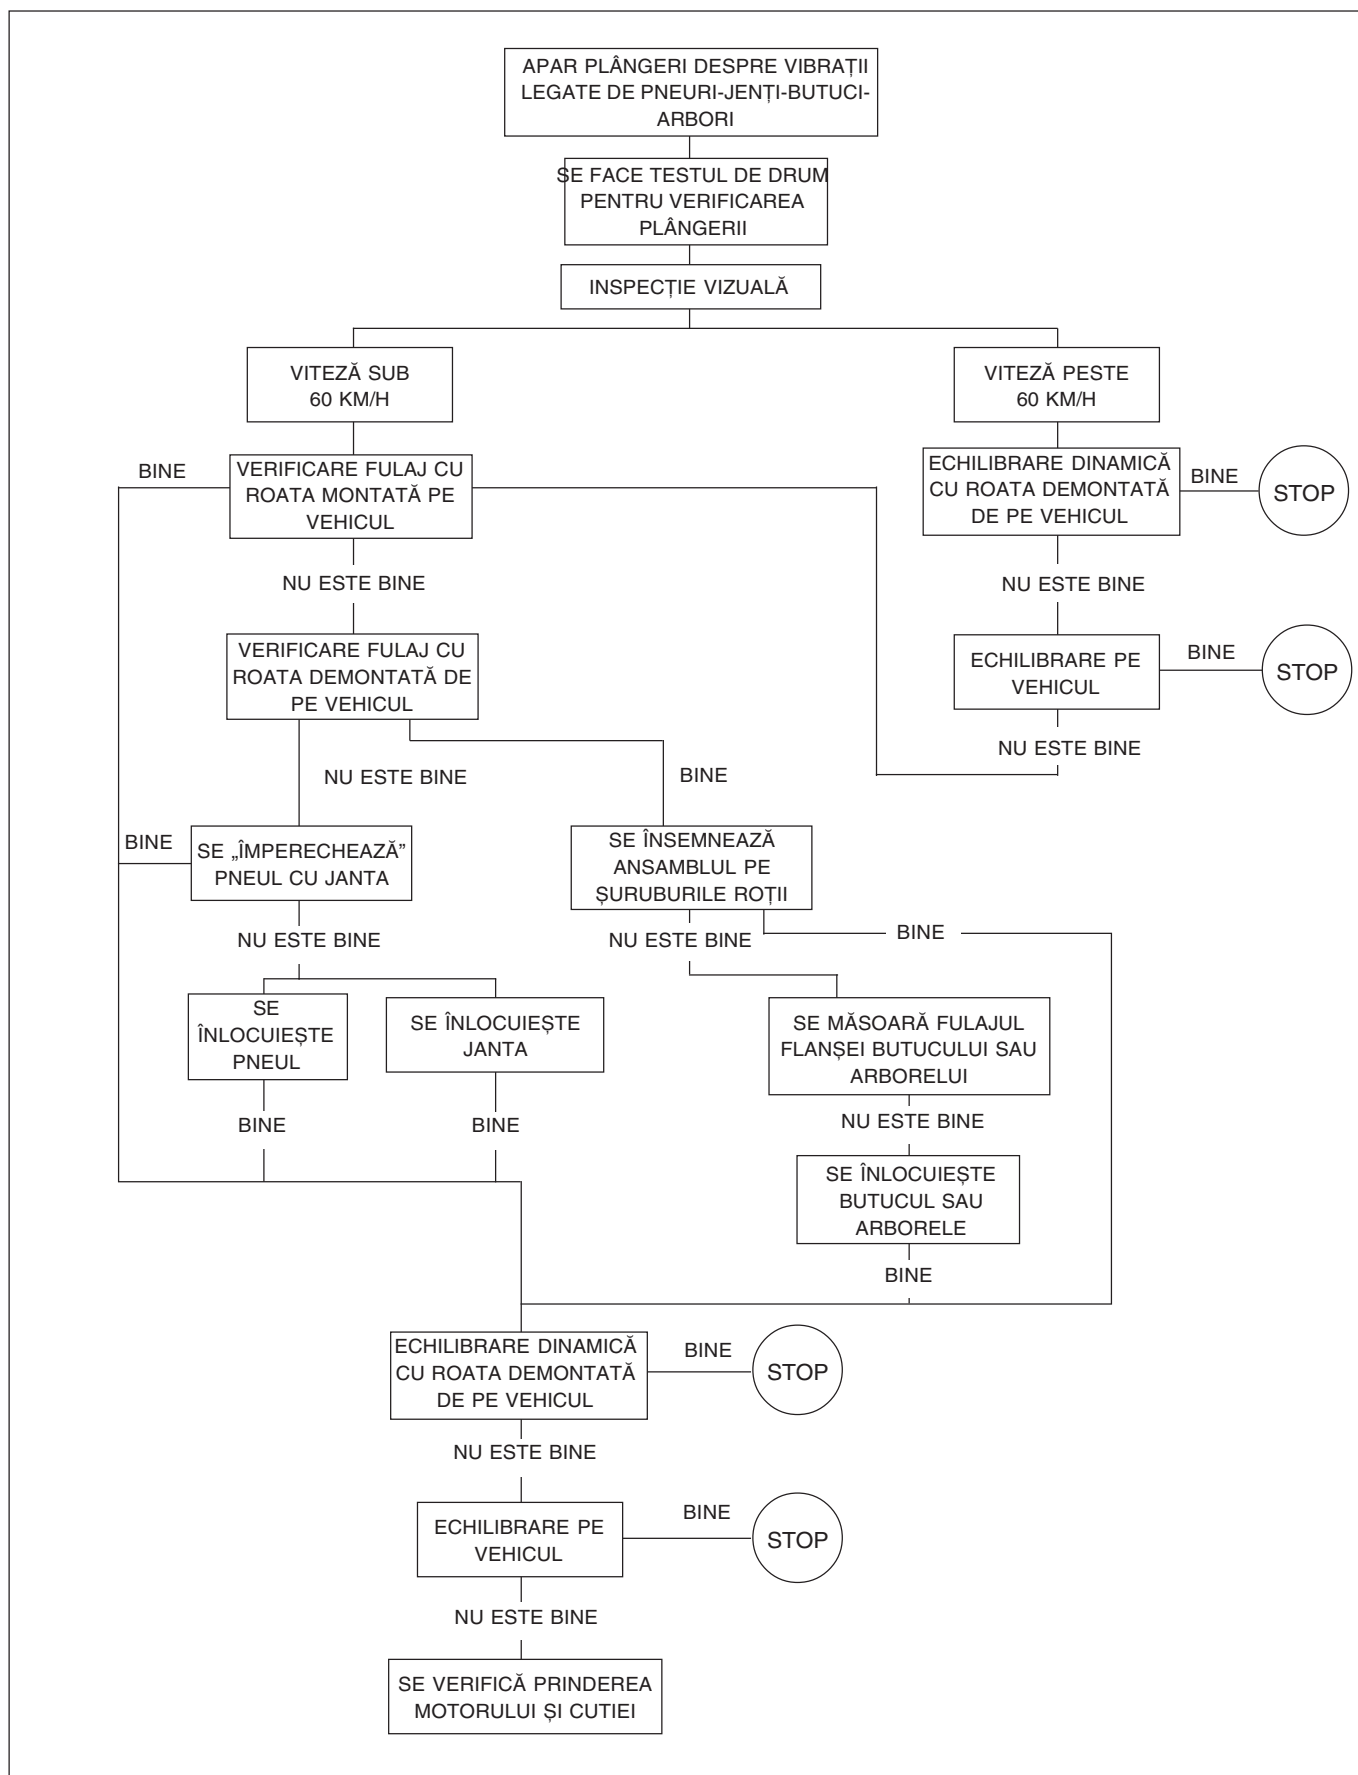 APAR PLÂNGERI DESPRE VIBRAȚII
LEGATE DE PNEURI-JENȚI-BUTUCI-
ARBORI
SE FACE TESTUL DE DRUM
PENTRU VERIFICAREA
PLÂNGERII
INSPECȚIE VIZUALĂ
VITEZĂ SUB
60 KM/H
VITEZĂ PESTE
60 KM/H
BINE
VERIFICARE FULAJ CU
ROATA MONTATĂ PE
VEHICUL
ECHILIBRARE DINAMICĂ
CU ROATA DEMONTATĂ
DE PE VEHICUL
BINE
STOP
NU ESTE BINE
NU ESTE BINE
VERIFICARE FULAJ CU
ROATA DEMONTATĂ DE
PE VEHICUL
ECHILIBRARE PE
VEHICUL
BINE
STOP
NU ESTE BINE
NU ESTE BINE
BINE
BINE
SE „ÎMPERECHEAZĂ”
PNEUL CU JANTA
SE ÎNSEMNEAZĂ
ANSAMBLUL PE
ȘURUBURILE ROȚII
NU ESTE BINE
NU ESTE BINE
BINE
SE
ÎNLOCUIEȘTE
PNEUL
SE ÎNLOCUIEȘTE
JANTA
SE MĂSOARĂ FULAJUL
FLANȘEI BUTUCULUI SAU
ARBORELUI
BINE
BINE
NU ESTE BINE
SE ÎNLOCUIEȘTE
BUTUCUL SAU
ARBORELE
BINE
ECHILIBRARE DINAMICĂ
CU ROATA DEMONTATĂ
DE PE VEHICUL
BINE
STOP
NU ESTE BINE
ECHILIBRARE PE
VEHICUL
BINE
STOP
NU ESTE BINE
SE VERIFICĂ PRINDEREA
MOTORULUI ȘI CUTIEI